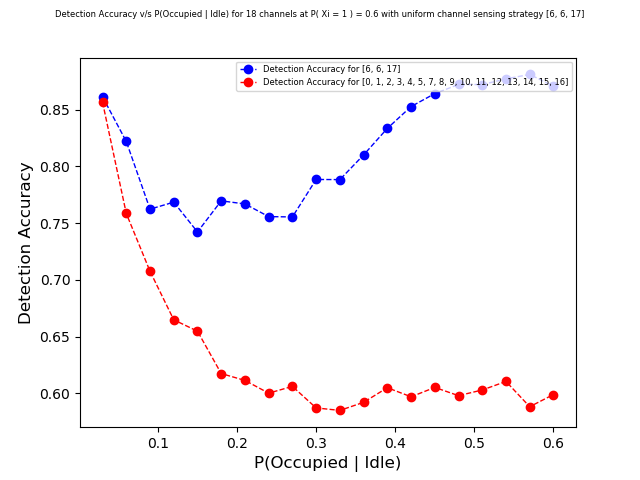 Detection Accuracy v/s P(Occupied | Idle) for 18 channels at P( Xi = 1 ) = 0.6 with uniform channel sensing strategy [6, 6, 17]
Detection Accuracy for [6, 6, 17]
Detection Accuracy for [0, 1, 2, 3, 4, 5, 7, 8, 9, 10, 11, 12, 13, 14, 15, 16]
0.85
0.80
0.75
0.70
0.65
0.60
Detection Accuracy
0.1 0.2 0.3 0.4 0.5 0.6
P(Occupied | Idle)